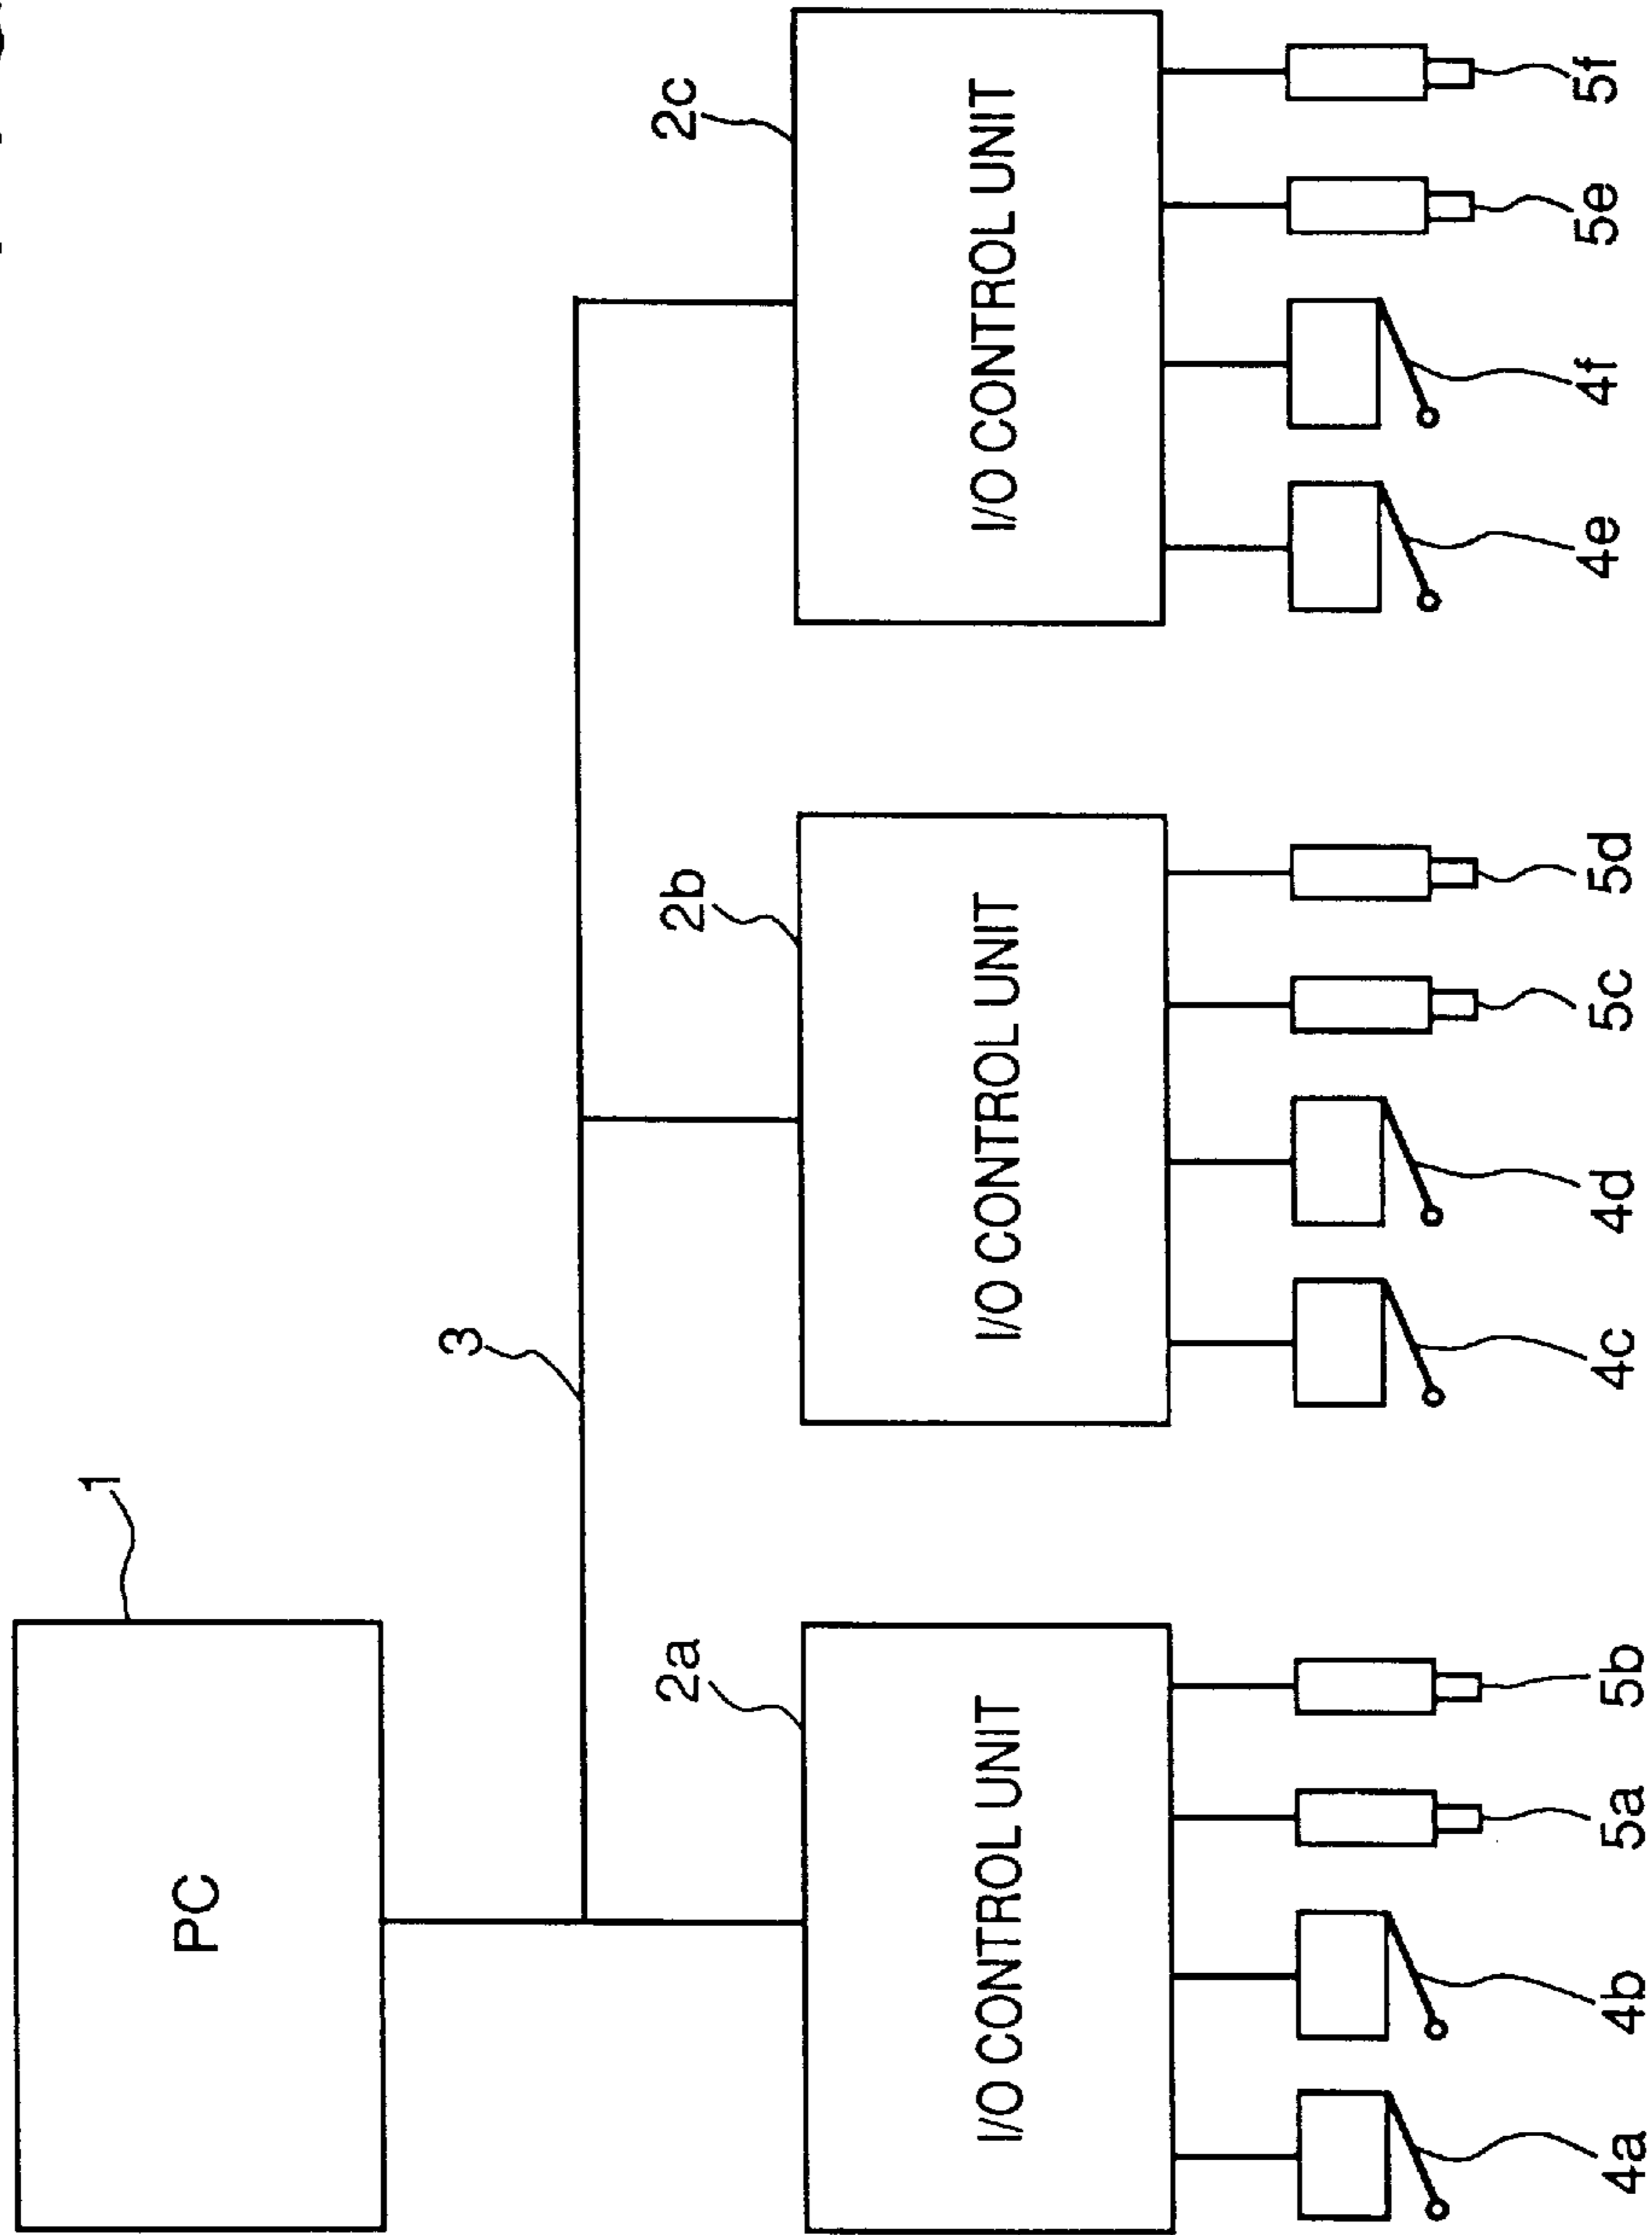 PC
1
3
2a
2b
2c
I/O CONTROL UNIT
I/O CONTROL UNIT
I/O CONTROL UNIT
4a
4b
5a
5b
4c
4d
5c
5d
4e
4f
5e
5f